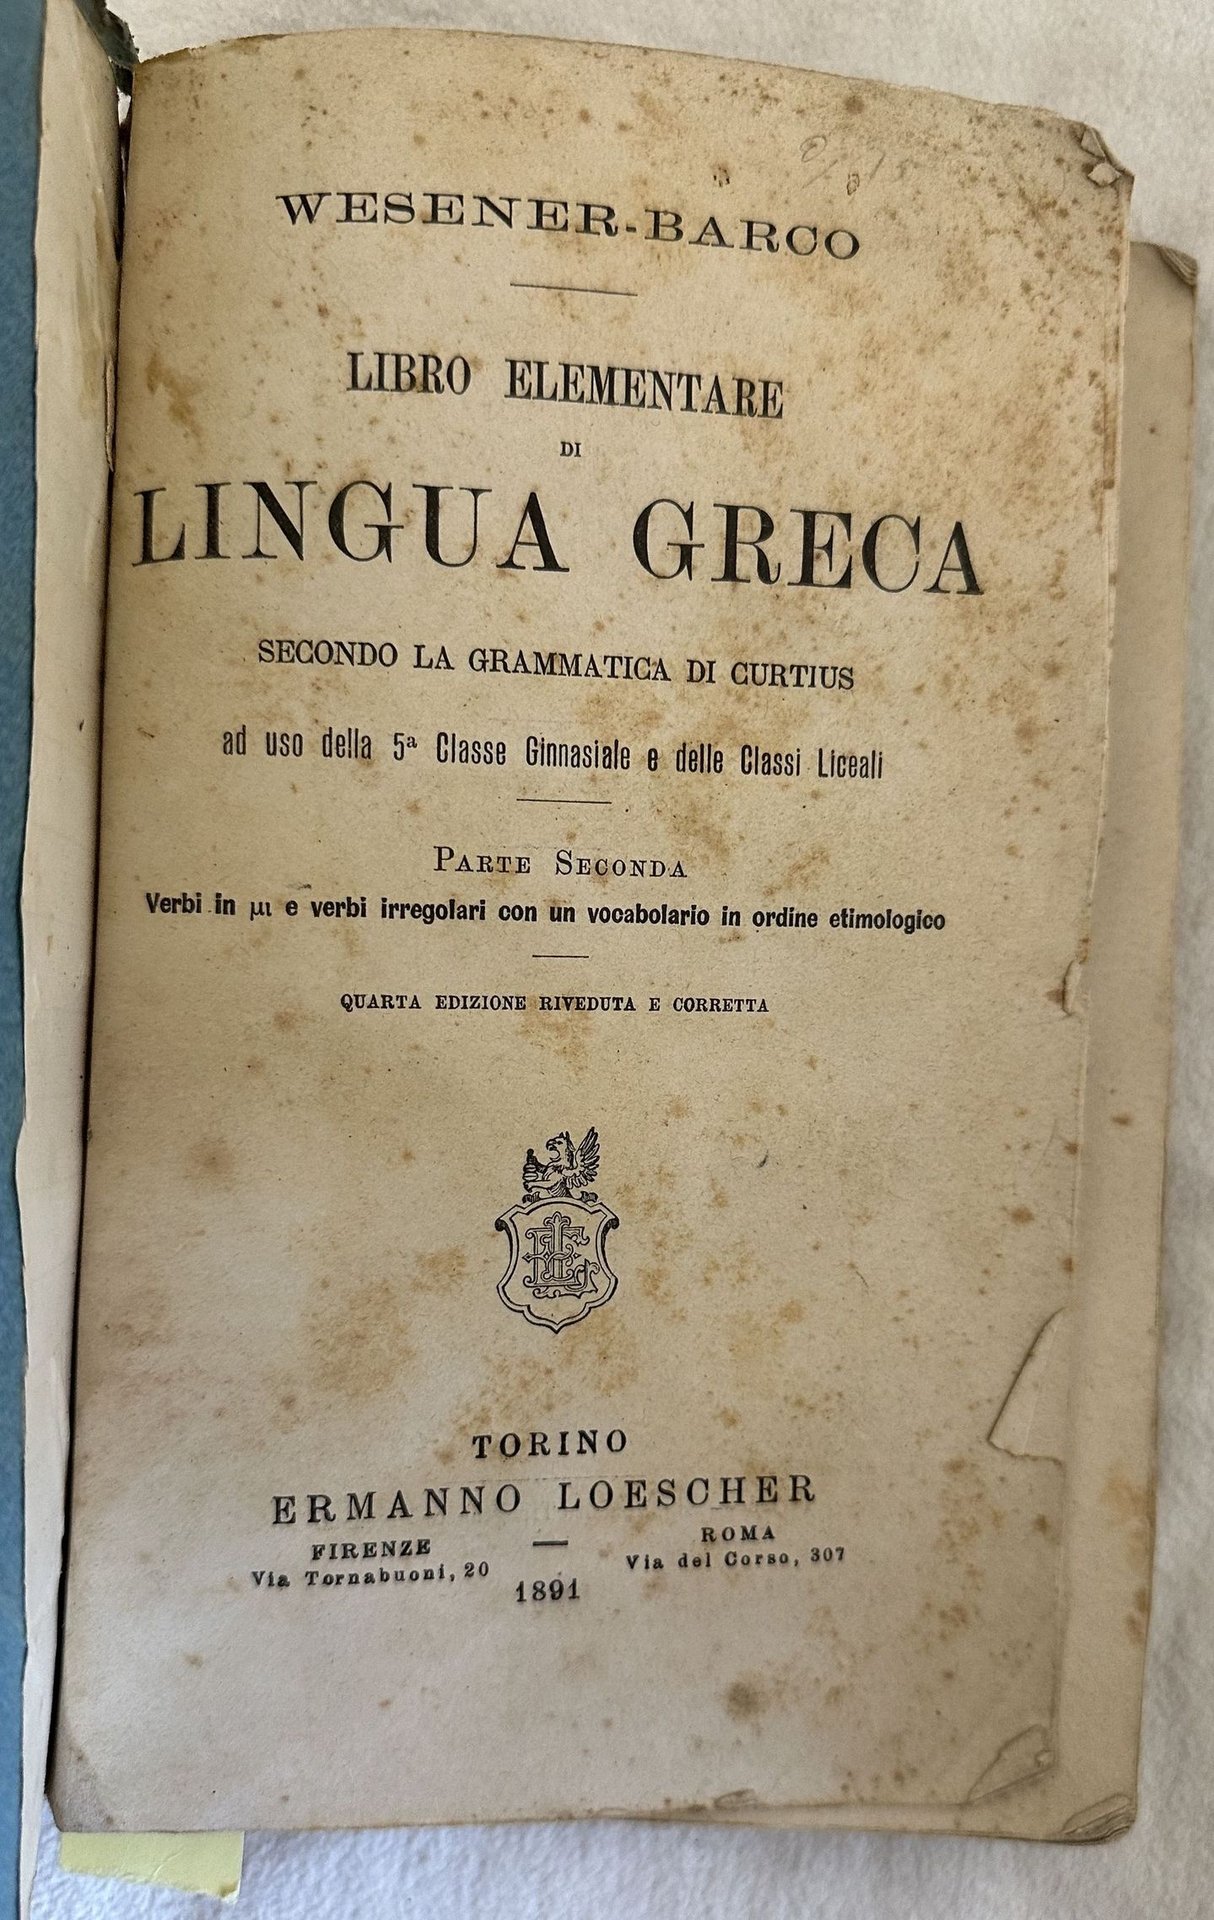 WESENER-BARCO
LIBRO ELEMENTARE
DI
LINGUA GRECA
SECONDO LA GRAMMATICA DI CURTIUS
ad uso della 5ª Classe Ginnasiale e delle Classi Liceali
PARTE SECONDA
Verbi in μι e verbi irregolari con un vocabolario in ordine etimologico
QUARTA EDIZIONE RIVEDUTA E CORRETTA
TORINO
ERMANNO LOESCHER
FIRENZE
Via Tornabuoni, 20
—
ROMA
Via del Corso, 307
1891